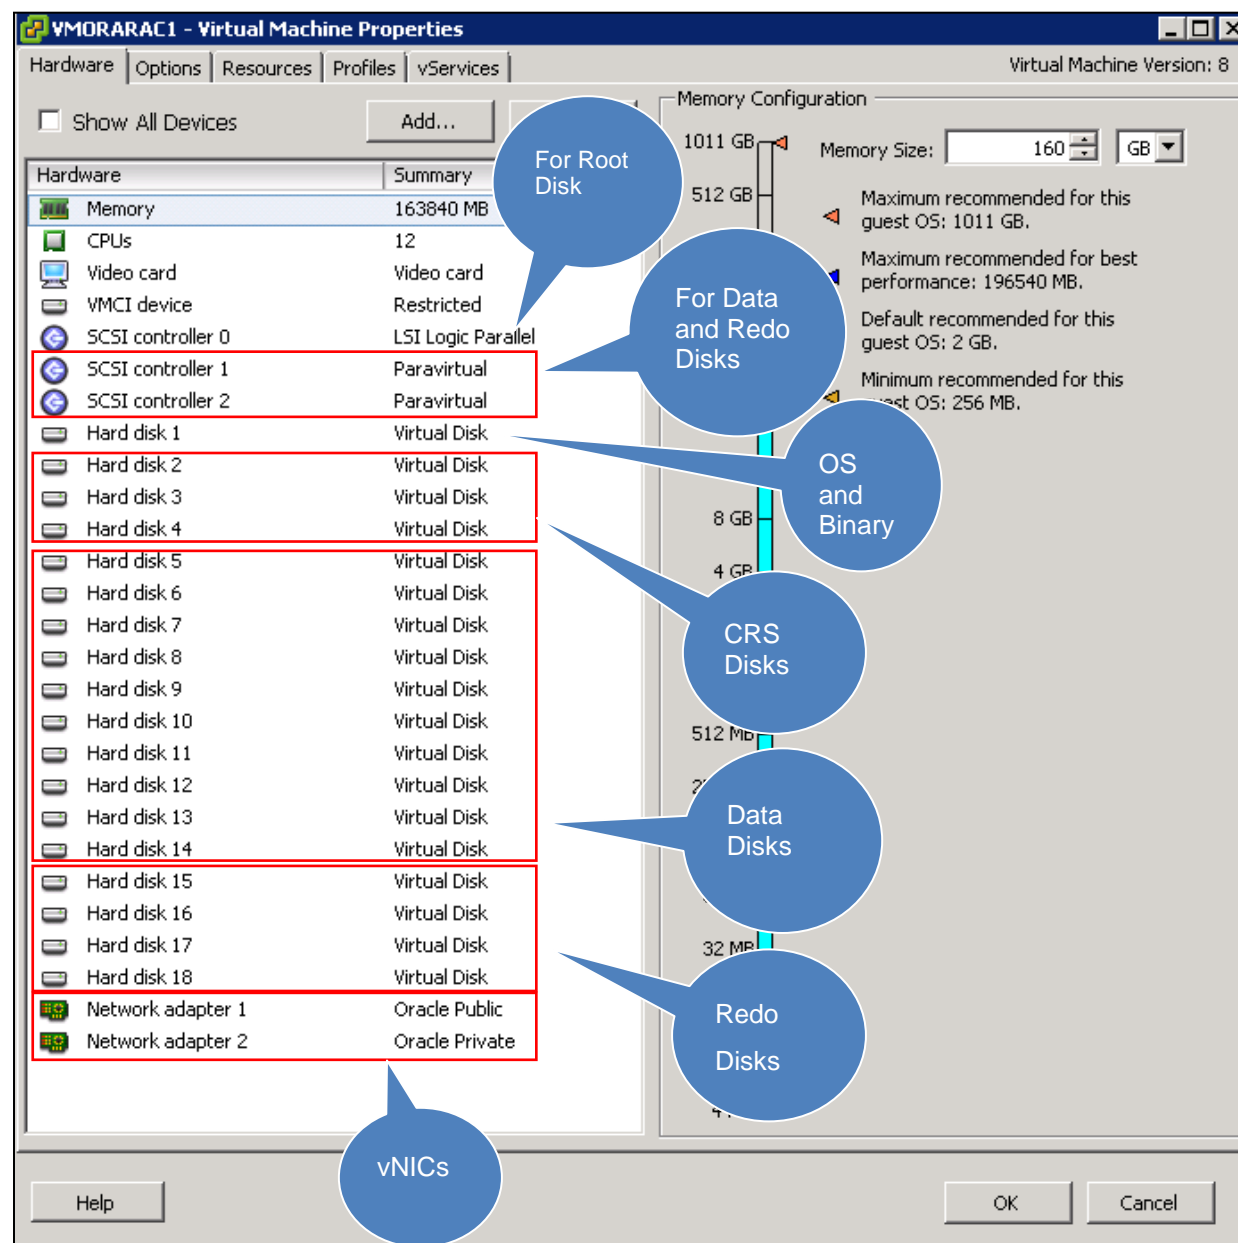 VMORARAC1 - Virtual Machine Properties
Hardware Options Resources Profiles vServices Virtual Machine Version: 8
Show All Devices Add...
Hardware Summary
Memory 163840 MB
CPUs 12
Video card Video card
VMCI device Restricted
SCSI controller 0 LSI Logic Parallel
SCSI controller 1 Paravirtual
SCSI controller 2 Paravirtual
Hard disk 1 Virtual Disk
Hard disk 2 Virtual Disk
Hard disk 3 Virtual Disk
Hard disk 4 Virtual Disk
Hard disk 5 Virtual Disk
Hard disk 6 Virtual Disk
Hard disk 7 Virtual Disk
Hard disk 8 Virtual Disk
Hard disk 9 Virtual Disk
Hard disk 10 Virtual Disk
Hard disk 11 Virtual Disk
Hard disk 12 Virtual Disk
Hard disk 13 Virtual Disk
Hard disk 14 Virtual Disk
Hard disk 15 Virtual Disk
Hard disk 16 Virtual Disk
Hard disk 17 Virtual Disk
Hard disk 18 Virtual Disk
Network adapter 1 Oracle Public
Network adapter 2 Oracle Private
For Root
Disk
For Data
and Redo
Disks
OS
and
Binary
CRS
Disks
Data
Disks
Redo
Disks
vNICs
Memory Configuration
Memory Size: 160 GB
1011 GB
512 GB
8 GB
4 GB
512 MB
32 MB
Maximum recommended for this
guest OS: 1011 GB.
Maximum recommended for best
performance: 196540 MB.
Default recommended for this
guest OS: 2 GB.
Minimum recommended for this
guest OS: 256 MB.
Help OK Cancel